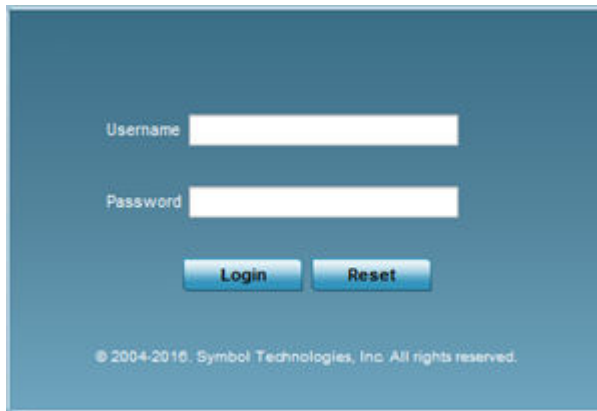 Username
Password
Login Reset
© 2004-2016. Symbol Technologies, Inc. All rights reserved.